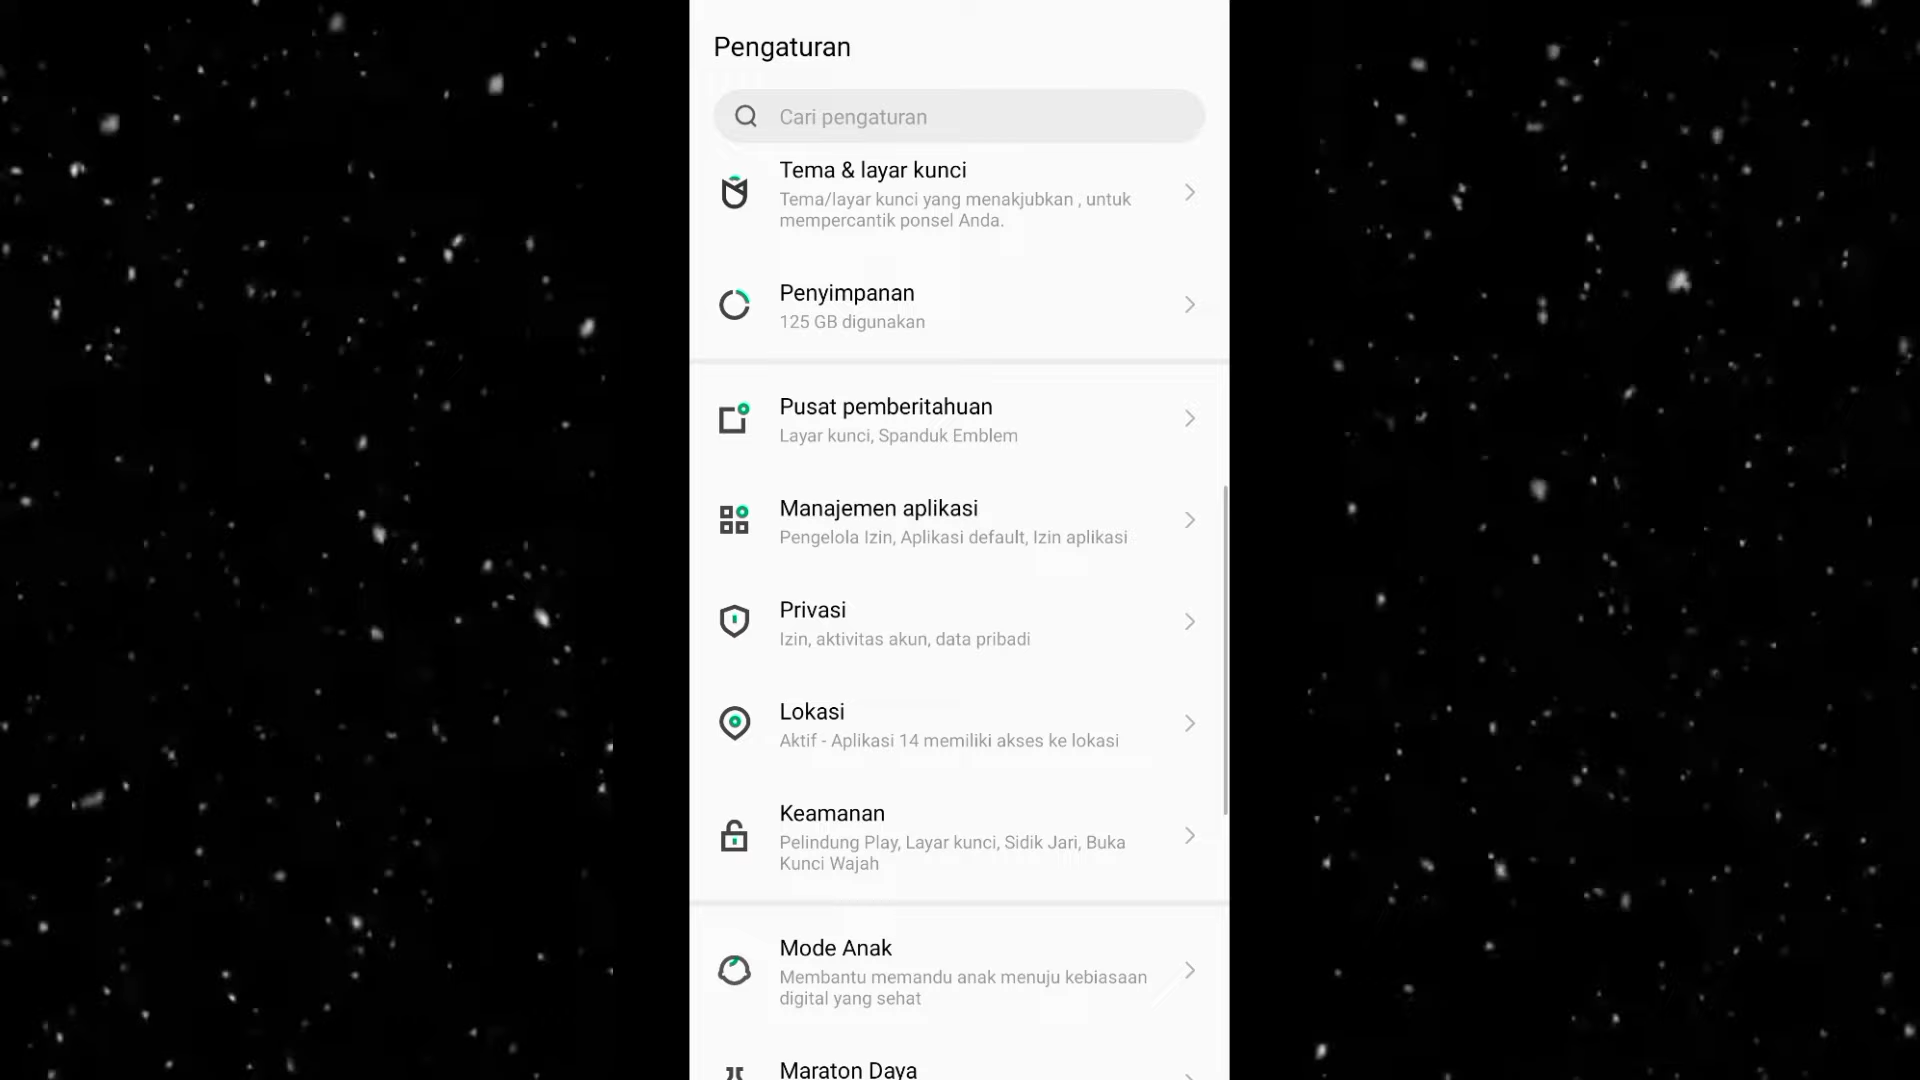 Pengaturan
Cari pengaturan
Tema & layar kunci
Tema/layar kunci yang menakjubkan , untuk
mempercantik ponsel Anda.
Penyimpanan
125 GB digunakan
Pusat pemberitahuan
Layar kunci, Spanduk Emblem
Manajemen aplikasi
Pengelola Izin, Aplikasi default, Izin aplikasi
Privasi
Izin, aktivitas akun, data pribadi
Lokasi
Aktif - Aplikasi 14 memiliki akses ke lokasi
Keamanan
Pelindung Play, Layar kunci, Sidik Jari, Buka
Kunci Wajah
Mode Anak
Membantu memandu anak menuju kebiasaan
digital yang sehat
Maraton Daya